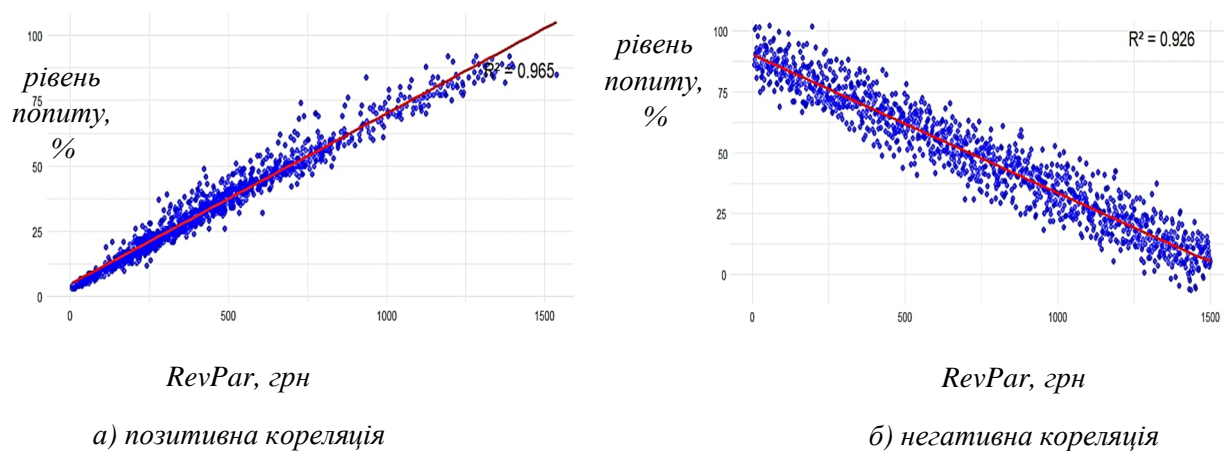 рівень
попиту,
%
100
75
50
25
0
R² = 0.965
0
500
1000
1500
RevPar, грн
а) позитивна кореляція
рівень
попиту,
%
100
75
50
25
0
R² = 0.926
0
500
1000
1500
RevPar, грн
б) негативна кореляція